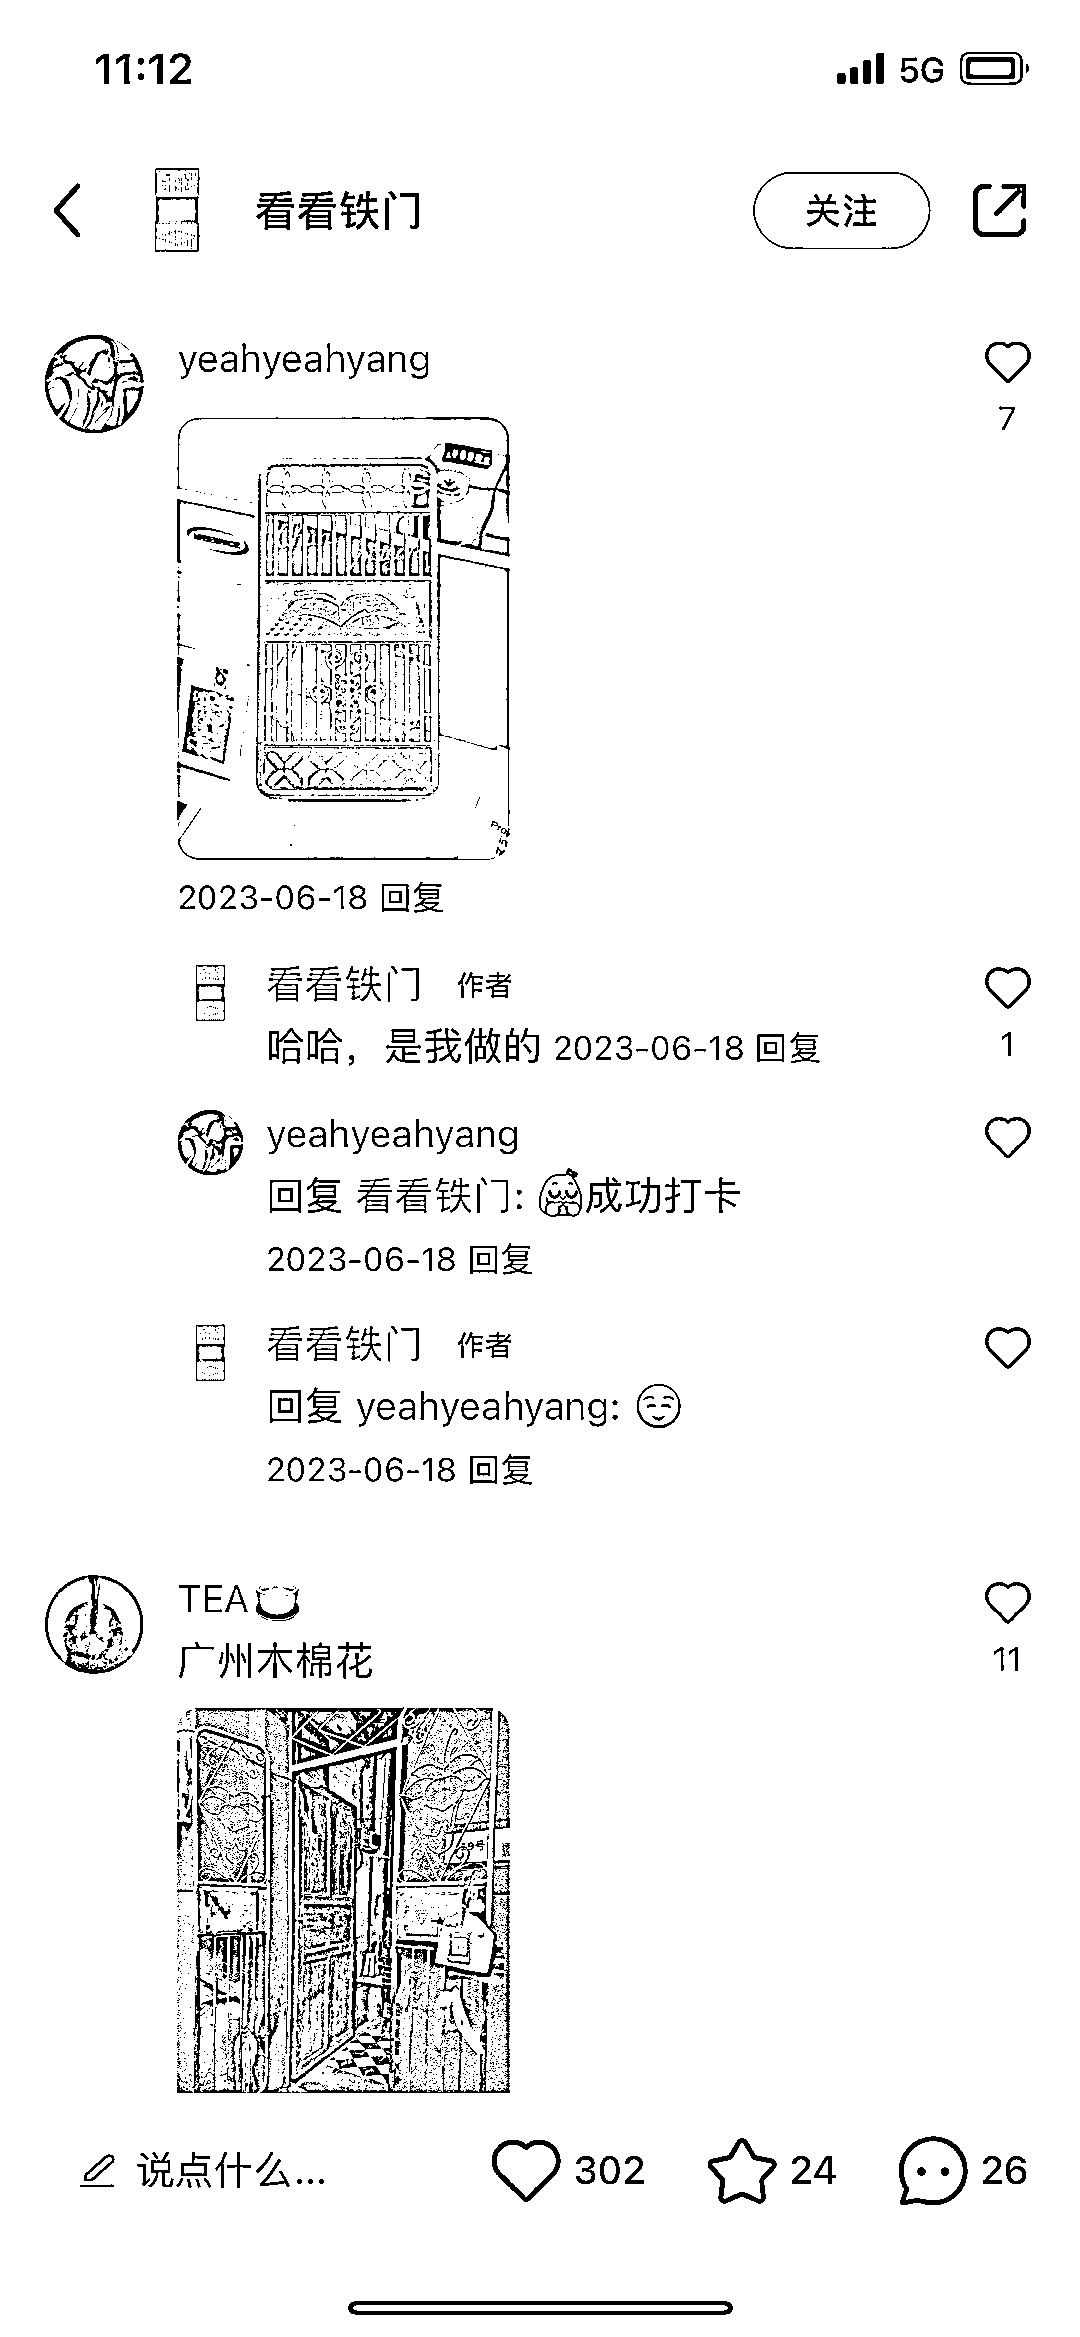 11:12
5G
看看铁门
关注
yeahyeahyang
7
2023-06-18 回复
看看铁门 作者
哈哈，是我做的 2023-06-18 回复
1
yeahyeahyang
回复 看看铁门: 成功打卡
2023-06-18 回复
看看铁门 作者
回复 yeahyeahyang: 😌
2023-06-18 回复
TEA
广州木棉花
11
说点什么...
302
24
26